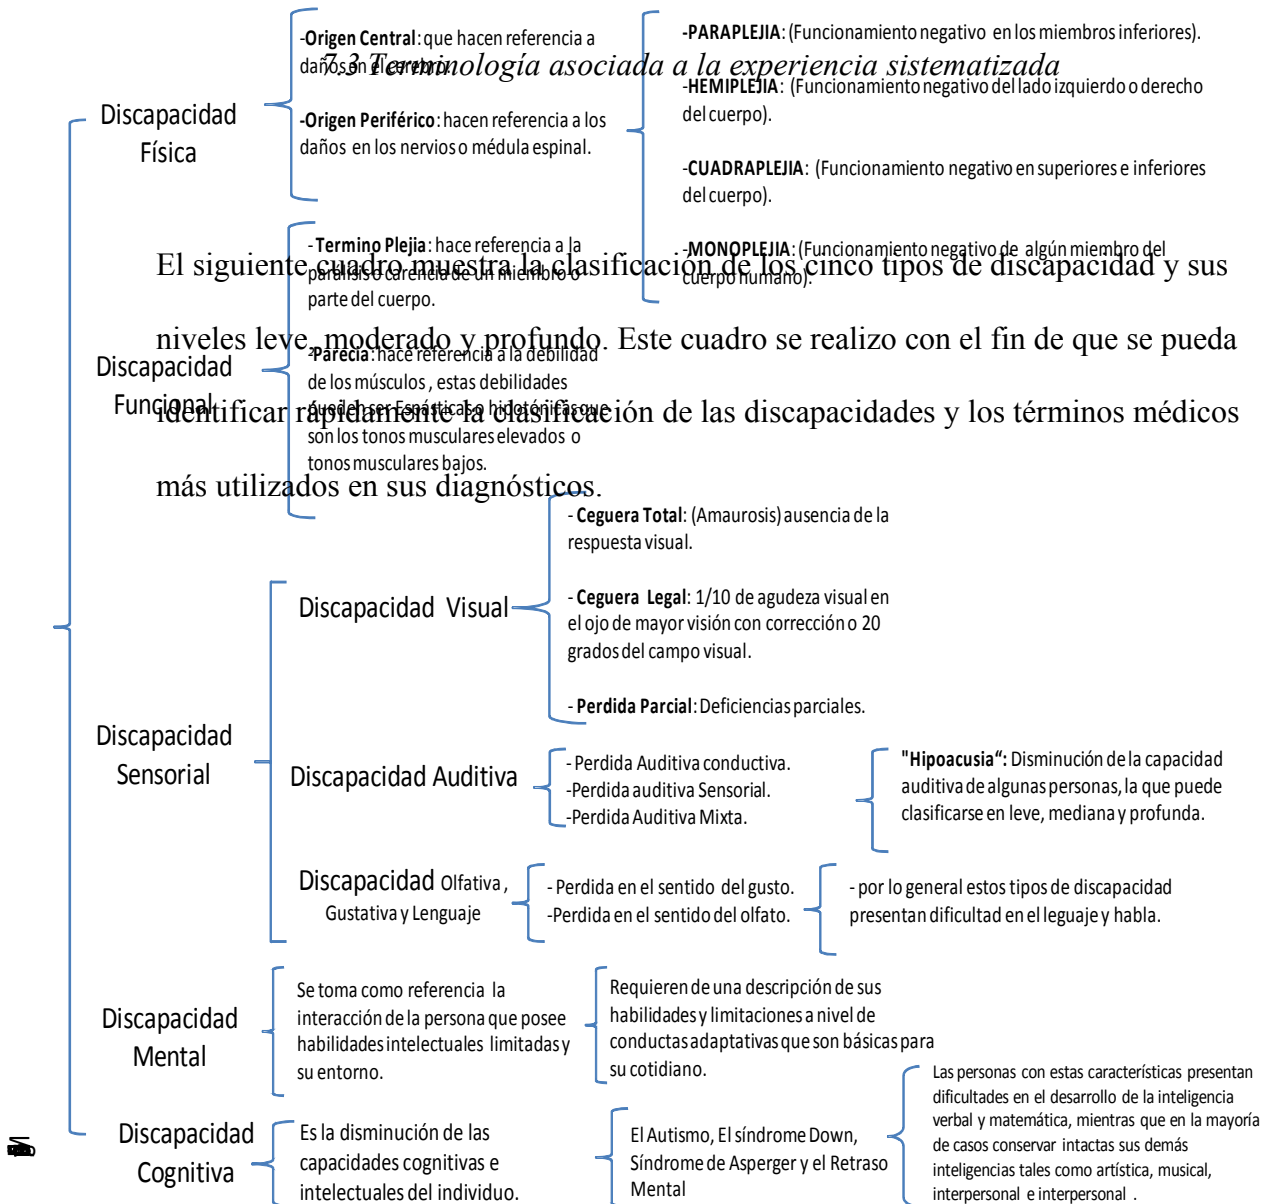 7.3 Terminología asociada a la experiencia sistematizada
El siguiente cuadro muestra la clasificación de los cinco tipos de discapacidad y sus
niveles leve, moderado y profundo. Este cuadro se realizo con el fin de que se pueda
identificar rápidamente la clasificación de las discapacidades y los términos médicos
más utilizados en sus diagnósticos.
Discapacidad
Física
-Origen Central: que hacen referencia a
daños en el cerebro.
-Origen Periférico: hacen referencia a los
daños en los nervios o médula espinal.
-PARAPLEJIA: (Funcionamiento negativo en los miembros inferiores).
-HEMIPLEJIA: (Funcionamiento negativo del lado izquierdo o derecho
del cuerpo).
-CUADRAPLEJIA: (Funcionamiento negativo en superiores e inferiores
del cuerpo).
-MONOPLEJIA: (Funcionamiento negativo de algún miembro del
cuerpo humano).
Discapacidad
Funcional
- Termino Plejia: hace referencia a la
parálisis o carencia de un miembro o
parte del cuerpo.
-Parecia: hace referencia a la debilidad
de los músculos , estas debilidades
pueden ser Espásticas o hipotónicas que
son los tonos musculares elevados o
tonos musculares bajos.
Discapacidad
Sensorial
Discapacidad Visual
- Ceguera Total: (Amaurosis) ausencia de la
respuesta visual.
- Ceguera Legal: 1/10 de agudeza visual en
el ojo de mayor visión con corrección o 20
grados del campo visual.
- Perdida Parcial: Deficiencias parciales.
Discapacidad Auditiva
- Perdida Auditiva conductiva.
-Perdida auditiva Sensorial.
-Perdida Auditiva Mixta.
"Hipoacusia“: Disminución de la capacidad
auditiva de algunas personas, la que puede
clasificarse en leve, mediana y profunda.
Discapacidad Olfativa ,
Gustativa y Lenguaje
- Perdida en el sentido del gusto.
-Perdida en el sentido del olfato.
- por lo general estos tipos de discapacidad
presentan dificultad en el leguaje y habla.
Discapacidad
Mental
Se toma como referencia la
interacción de la persona que posee
habilidades intelectuales limitadas y
su entorno.
Requieren de una descripción de sus
habilidades y limitaciones a nivel de
conductas adaptativas que son básicas para
su cotidiano.
Discapacidad
Cognitiva
Es la disminución de las
capacidades cognitivas e
intelectuales del individuo.
El Autismo, El síndrome Down,
Síndrome de Asperger y el Retraso
Mental
Las personas con estas características presentan
dificultades en el desarrollo de la inteligencia
verbal y matemática, mientras que en la mayoría
de casos conservar intactas sus demás
inteligencias tales como artística, musical,
interpersonal e interpersonal .